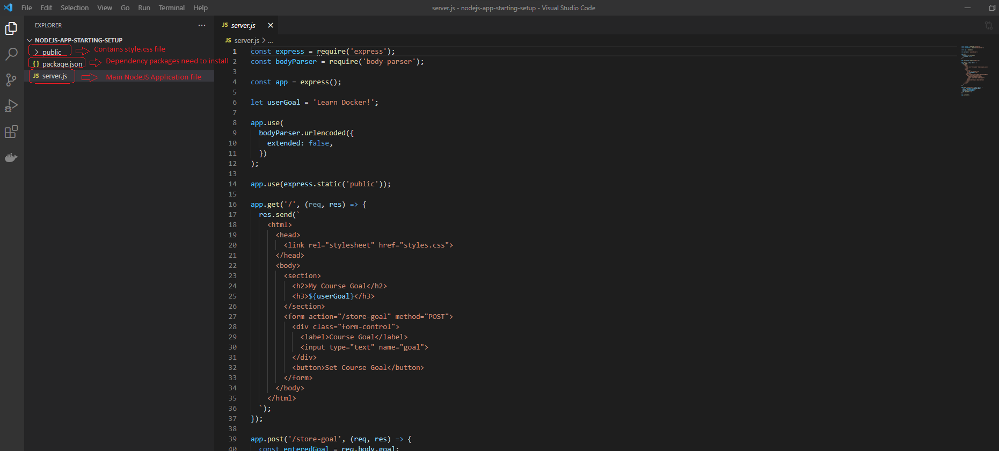 File Edit Selection View Go Run Terminal Help
server.js - nodejs-app-starting-setup - Visual Studio Code
EXPLORER
NODEJS-APP-STARTING-SETUP
public
Contains style.css file
{} package.json
Dependency packages need to install
JS server.js
Main NodeJS Application file
JS server.js
JS server.js > ...
1 const express = require('express');
2 const bodyParser = require('body-parser');
3
4 const app = express();
5
6 let userGoal = 'Learn Docker!';
7
8 app.use(
9 bodyParser.urlencoded({
10 extended: false,
11 })
12 );
13
14 app.use(express.static('public'));
15
16 app.get('/', (req, res) => {
17 res.send(`
18 <html>
19 <head>
20 <link rel="stylesheet" href="styles.css">
21 </head>
22 <body>
23 <section>
24 <h2>My Course Goal</h2>
25 <h3>${userGoal}</h3>
26 </section>
27 <form action="/store-goal" method="POST">
28 <div class="form-control">
29 <label>Course Goal</label>
30 <input type="text" name="goal">
31 </div>
32 <button>Set Course Goal</button>
33 </form>
34 </body>
35 </html>
36 `);
37 });
38
39 app.post('/store-goal', (req, res) => {
40 const enteredGoal = req.body.goal;